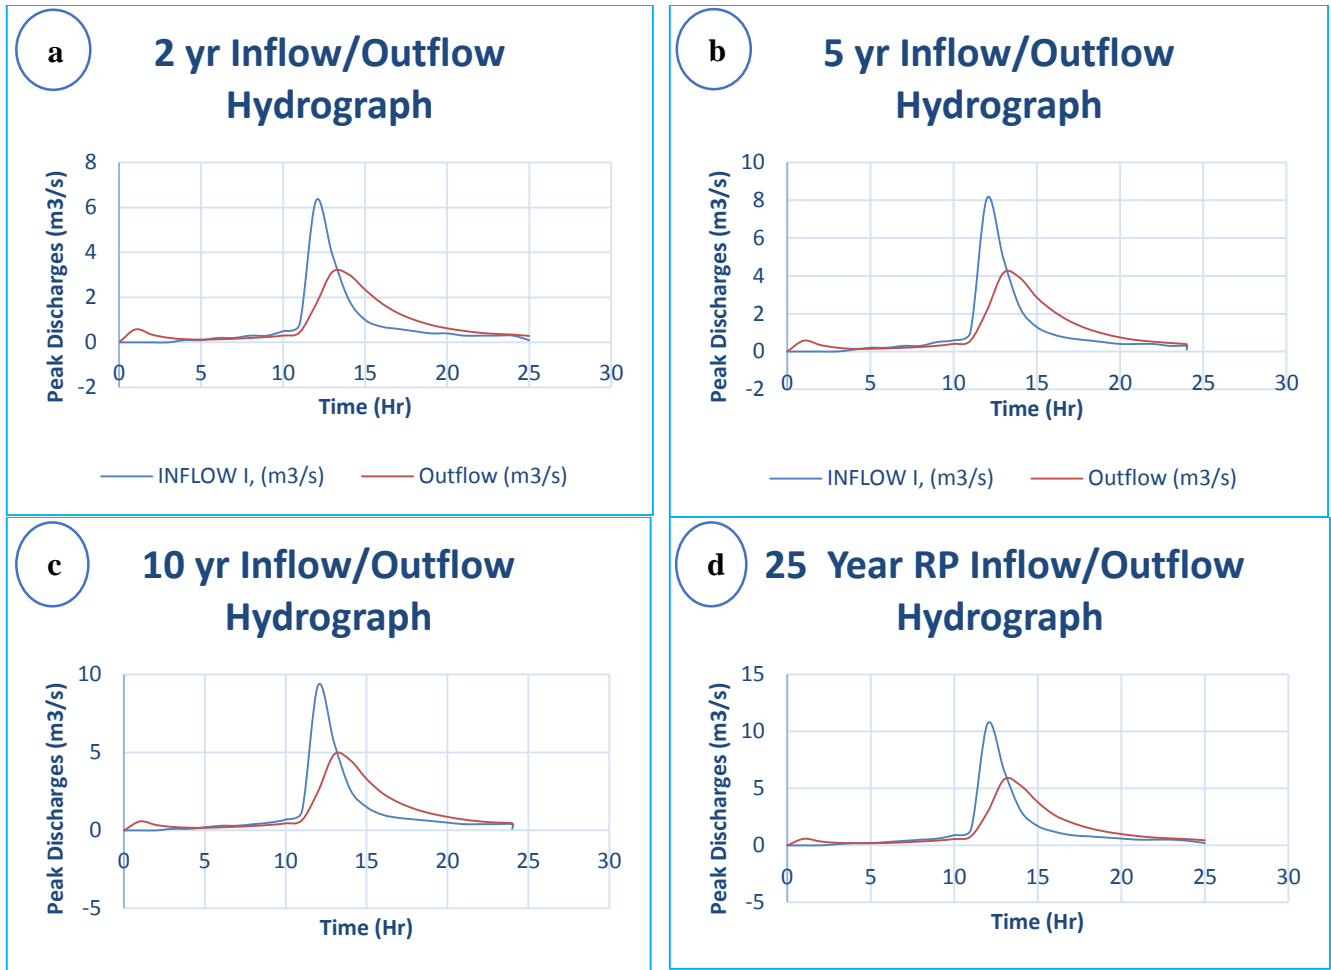 a
2 yr Inflow/Outflow
Hydrograph
Peak Discharges (m3/s)
8
6
4
2
0
-2
0 5 10 15 20 25 30
Time (Hr)
INFLOW I, (m3/s) Outflow (m3/s)
b
5 yr Inflow/Outflow
Hydrograph
Peak Discharges (m3/s)
10
8
6
4
2
0
-2
0 5 10 15 20 25 30
Time (Hr)
INFLOW I, (m3/s) Outflow (m3/s)
c
10 yr Inflow/Outflow
Hydrograph
Peak Discharges (m3/s)
10
5
0
-5
0 5 10 15 20 25 30
Time (Hr)
d
25 Year RP Inflow/Outflow
Hydrograph
Peak Discharges (m3/s)
15
10
5
0
-5
0 5 10 15 20 25 30
Time (Hr)